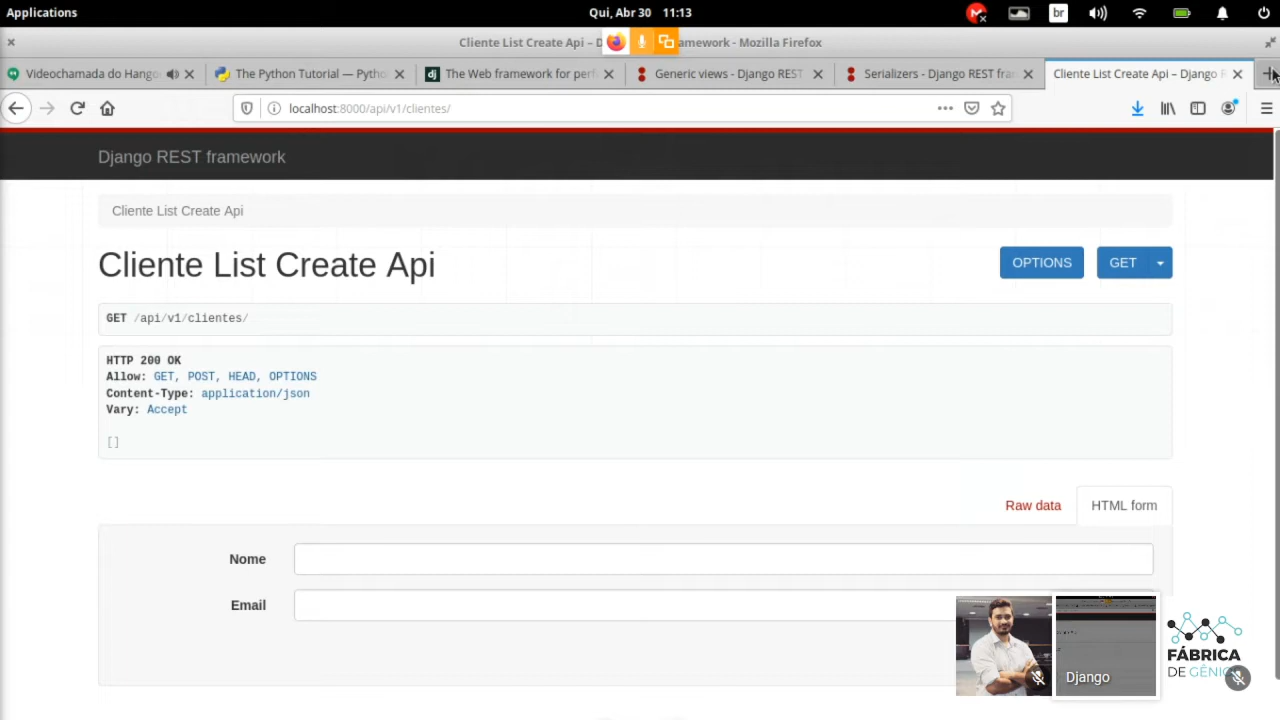 Applications
Qui, Abr 30 11:13
br
Cliente List Create Api – D amework - Mozilla Firefox
Videochamada do Hango
The Python Tutorial — Pytho
The Web framework for perf
Generic views - Django REST
Serializers - Django REST fran
Cliente List Create Api – Django R
localhost:8000/api/v1/clientes/
Django REST framework
Cliente List Create Api
Cliente List Create Api
OPTIONS
GET
GET /api/v1/clientes/
HTTP 200 OK
Allow: GET, POST, HEAD, OPTIONS
Content-Type: application/json
Vary: Accept
[]
Raw data
HTML form
Nome
Email
Django
FÁBRICA
DE GÊNI